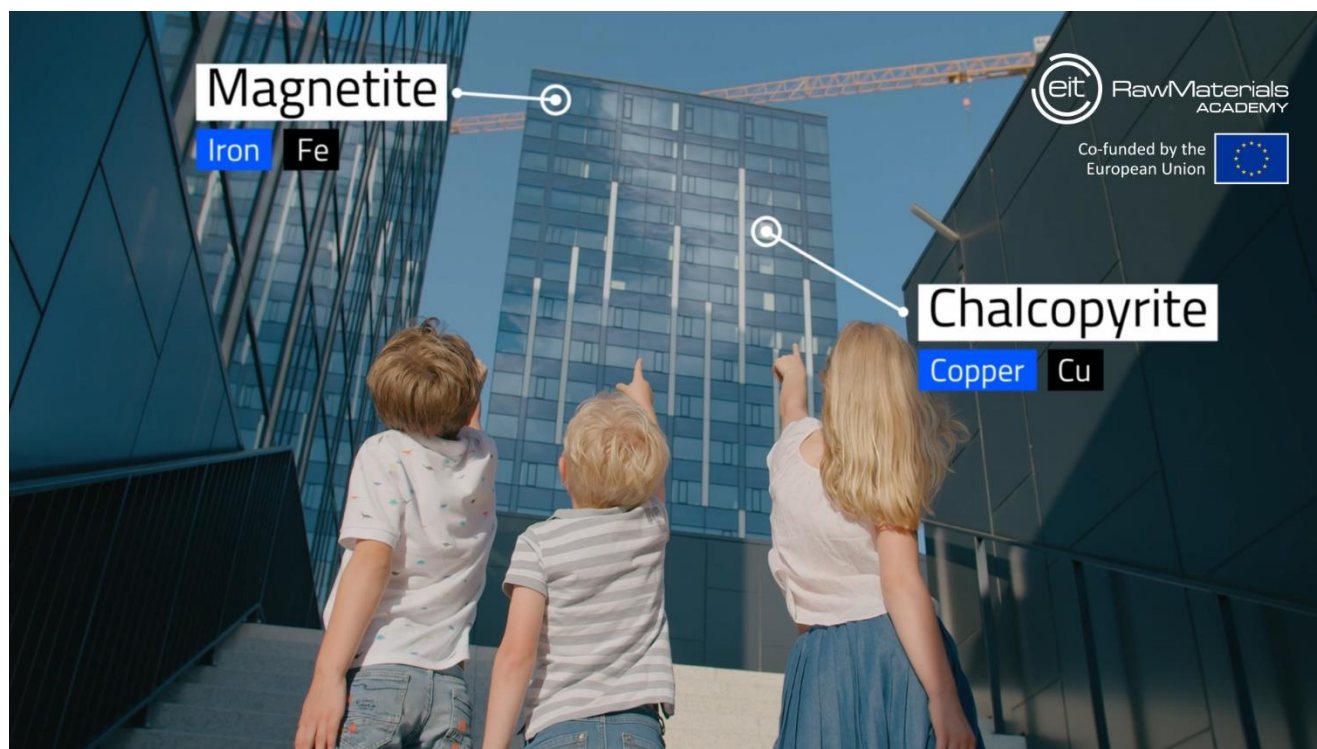 Magnetite
Iron Fe
eit RawMaterials
ACADEMY
Co-funded by the
European Union
Chalcopyrite
Copper Cu